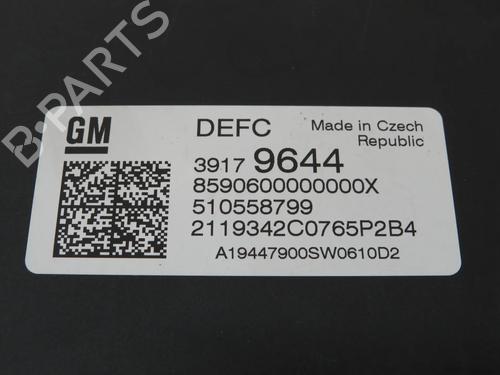 B-PARTS
GM
DEFC
Made in Czech
Republic
3917 9644
8590600000000X
510558799
2119342C0765P2B4
A19447900SW0610D2